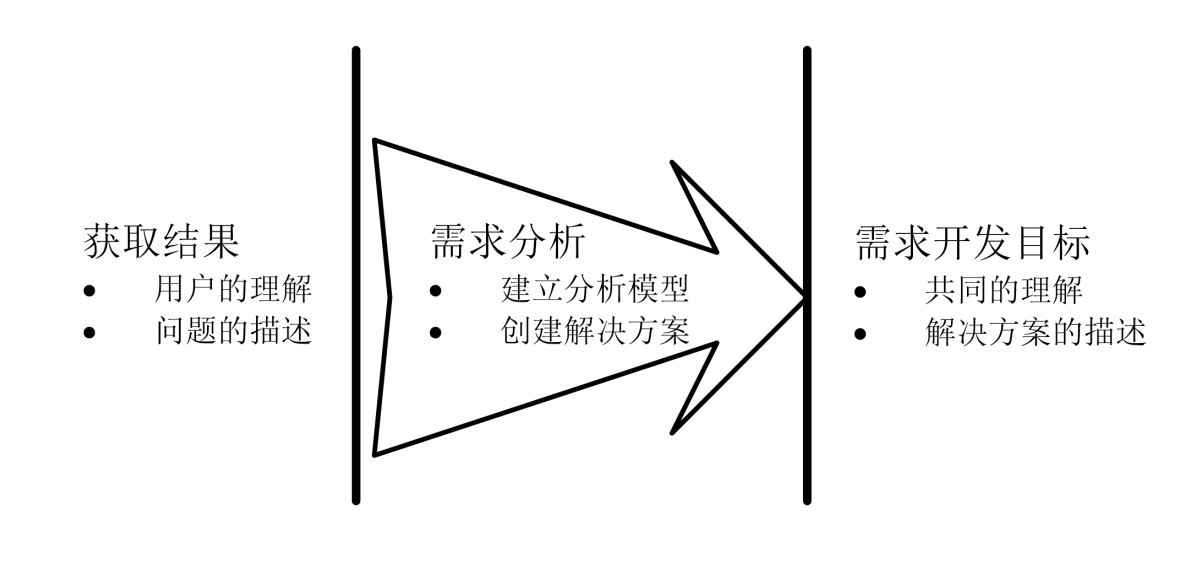 获取结果
• 用户的理解
• 问题的描述
需求分析
• 建立分析模型
• 创建解决方案
需求开发目标
• 共同的理解
• 解决方案的描述